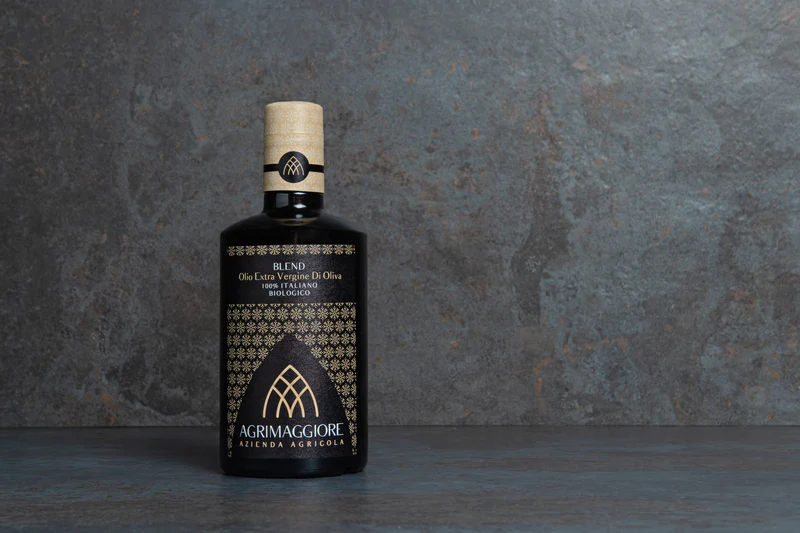 BLEND
Olio Extra Vergine Di Oliva
100% ITALIANO
BIOLOGICO
AGRIMAGGIORE
AZIENDA AGRICOLA